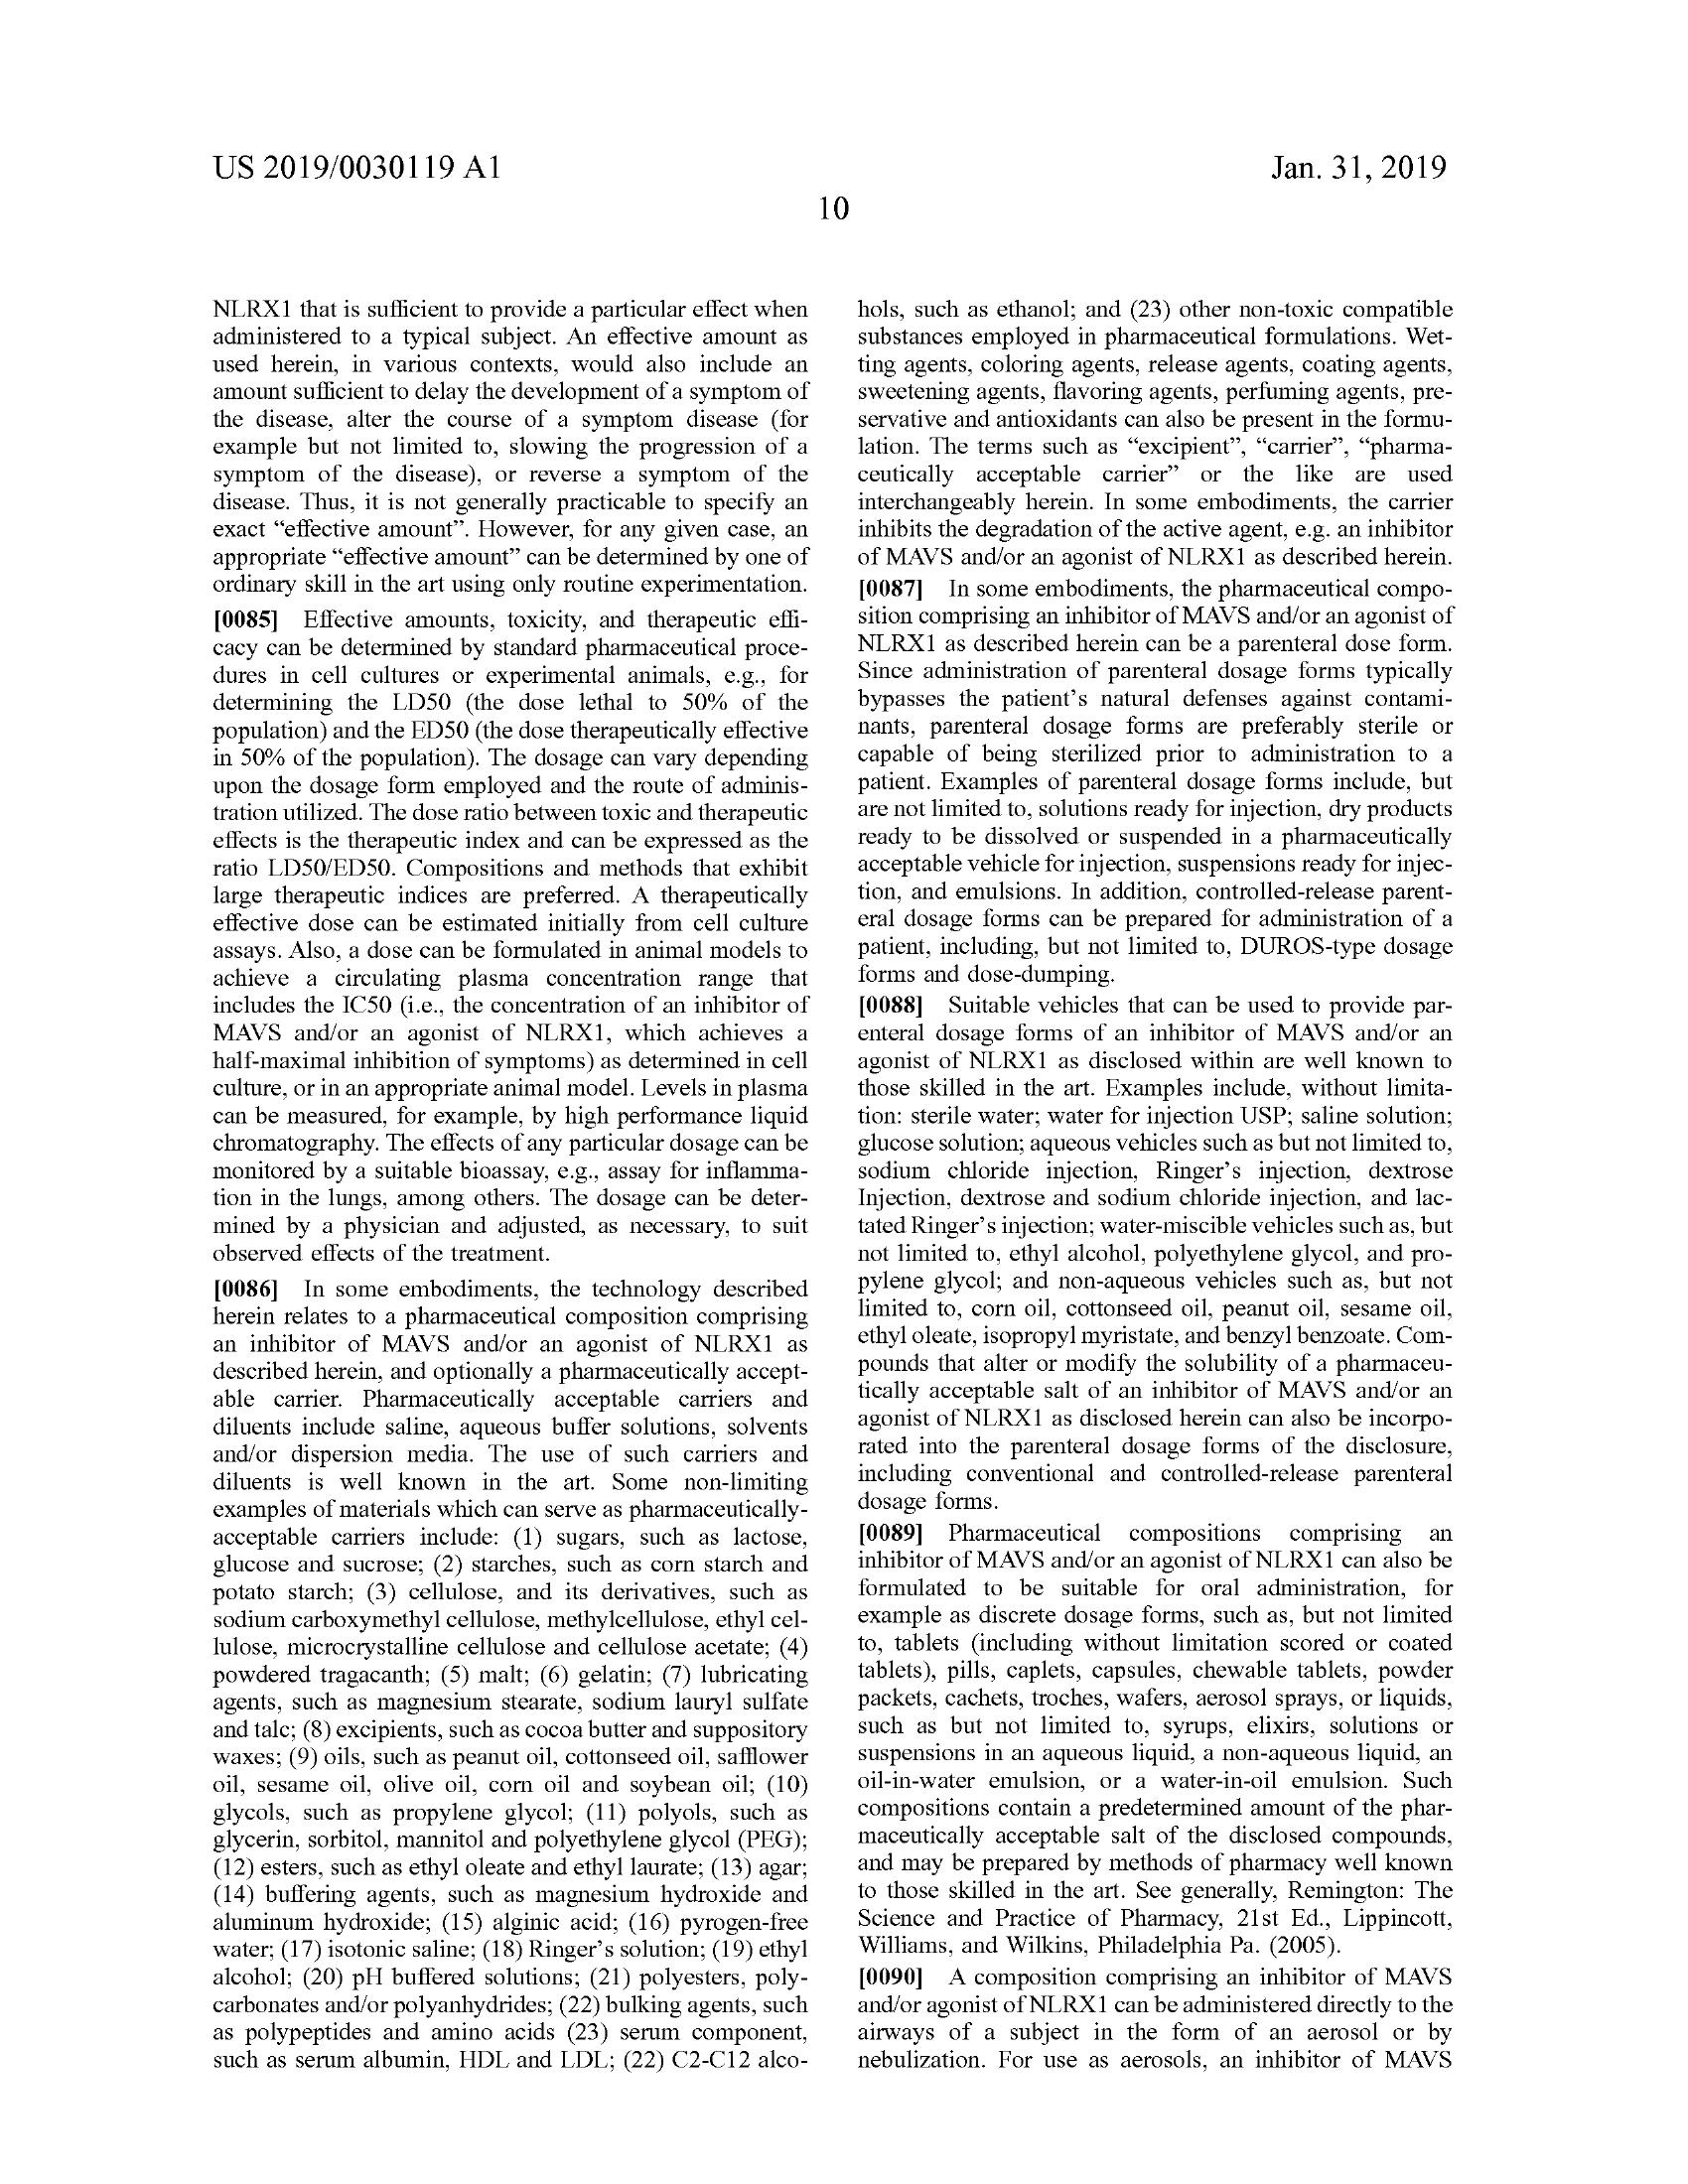 US 2019/0030119 A1
Jan. 31, 2019
10
NLRX1 that is sufficient to provide a particular effect when
administered to a typical subject. An effective amount as
used herein, in various contexts, would also include an
amount sufficient to delay the development of a symptom of
the disease, alter the course of a symptom disease (for
example but not limited to, slowing the progression of a
symptom of the disease), or reverse a symptom of the
disease. Thus, it is not generally practicable to specify an
exact “effective amount”. However, for any given case, an
appropriate “effective amount” can be determined by one of
ordinary skill in the art using only routine experimentation.
[0085] Effective amounts, toxicity, and therapeutic effi-
cacy can be determined by standard pharmaceutical proce-
dures in cell cultures or experimental animals, e.g., for
determining the LD50 (the dose lethal to 50% of the
population) and the ED50 (the dose therapeutically effective
in 50% of the population). The dosage can vary depending
upon the dosage form employed and the route of adminis-
tration utilized. The dose ratio between toxic and therapeutic
effects is the therapeutic index and can be expressed as the
ratio LD50/ED50. Compositions and methods that exhibit
large therapeutic indices are preferred. A therapeutically
effective dose can be estimated initially from cell culture
assays. Also, a dose can be formulated in animal models to
achieve a circulating plasma concentration range that
includes the IC50 (i.e., the concentration of an inhibitor of
MAVS and/or an agonist of NLRX1, which achieves a
half-maximal inhibition of symptoms) as determined in cell
culture, or in an appropriate animal model. Levels in plasma
can be measured, for example, by high performance liquid
chromatography. The effects of any particular dosage can be
monitored by a suitable bioassay, e.g., assay for inflamma-
tion in the lungs, among others. The dosage can be deter-
mined by a physician and adjusted, as necessary, to suit
observed effects of the treatment.
[0086] In some embodiments, the technology described
herein relates to a pharmaceutical composition comprising
an inhibitor of MAVS and/or an agonist of NLRX1 as
described herein, and optionally a pharmaceutically accept-
able carrier. Pharmaceutically acceptable carriers and
diluents include saline, aqueous buffer solutions, solvents
and/or dispersion media. The use of such carriers and
diluents is well known in the art. Some non-limiting
examples of materials which can serve as pharmaceutically-
acceptable carriers include: (1) sugars, such as lactose,
glucose and sucrose; (2) starches, such as corn starch and
potato starch; (3) cellulose, and its derivatives, such as
sodium carboxymethyl cellulose, methylcellulose, ethyl cel-
lulose, microcrystalline cellulose and cellulose acetate; (4)
powdered tragacanth; (5) malt; (6) gelatin; (7) lubricating
agents, such as magnesium stearate, sodium lauryl sulfate
and talc; (8) excipients, such as cocoa butter and suppository
waxes; (9) oils, such as peanut oil, cottonseed oil, safflower
oil, sesame oil, olive oil, corn oil and soybean oil; (10)
glycols, such as propylene glycol; (11) polyols, such as
glycerin, sorbitol, mannitol and polyethylene glycol (PEG);
(12) esters, such as ethyl oleate and ethyl laurate; (13) agar;
(14) buffering agents, such as magnesium hydroxide and
aluminum hydroxide; (15) alginic acid; (16) pyrogen-free
water; (17) isotonic saline; (18) Ringer’s solution; (19) ethyl
alcohol; (20) pH buffered solutions; (21) polyesters, poly-
carbonates and/or polyanhydrides; (22) bulking agents, such
as polypeptides and amino acids (23) serum component,
such as serum albumin, HDL and LDL; (22) C2-C12 alco-
hols, such as ethanol; and (23) other non-toxic compatible
substances employed in pharmaceutical formulations. Wet-
ting agents, coloring agents, release agents, coating agents,
sweetening agents, flavoring agents, perfuming agents, pre-
servative and antioxidants can also be present in the formu-
lation. The terms such as “excipient”, “carrier”, “pharma-
ceutically acceptable carrier” or the like are used
interchangeably herein. In some embodiments, the carrier
inhibits the degradation of the active agent, e.g. an inhibitor
of MAVS and/or an agonist of NLRX1 as described herein.
[0087] In some embodiments, the pharmaceutical compo-
sition comprising an inhibitor of MAVS and/or an agonist of
NLRX1 as described herein can be a parenteral dose form.
Since administration of parenteral dosage forms typically
bypasses the patient’s natural defenses against contami-
nants, parenteral dosage forms are preferably sterile or
capable of being sterilized prior to administration to a
patient. Examples of parenteral dosage forms include, but
are not limited to, solutions ready for injection, dry products
ready to be dissolved or suspended in a pharmaceutically
acceptable vehicle for injection, suspensions ready for injec-
tion, and emulsions. In addition, controlled-release parent-
eral dosage forms can be prepared for administration of a
patient, including, but not limited to, DUROS-type dosage
forms and dose-dumping.
[0088] Suitable vehicles that can be used to provide par-
enteral dosage forms of an inhibitor of MAVS and/or an
agonist of NLRX1 as disclosed within are well known to
those skilled in the art. Examples include, without limita-
tion: sterile water; water for injection USP; saline solution;
glucose solution; aqueous vehicles such as but not limited to,
sodium chloride injection, Ringer’s injection, dextrose
Injection, dextrose and sodium chloride injection, and lac-
tated Ringer’s injection; water-miscible vehicles such as, but
not limited to, ethyl alcohol, polyethylene glycol, and pro-
pylene glycol; and non-aqueous vehicles such as, but not
limited to, corn oil, cottonseed oil, peanut oil, sesame oil,
ethyl oleate, isopropyl myristate, and benzyl benzoate. Com-
pounds that alter or modify the solubility of a pharmaceu-
tically acceptable salt of an inhibitor of MAVS and/or an
agonist of NLRX1 as disclosed herein can also be incorpo-
rated into the parenteral dosage forms of the disclosure,
including conventional and controlled-release parenteral
dosage forms.
[0089] Pharmaceutical compositions comprising an
inhibitor of MAVS and/or an agonist of NLRX1 can also be
formulated to be suitable for oral administration, for
example as discrete dosage forms, such as, but not limited
to, tablets (including without limitation scored or coated
tablets), pills, caplets, capsules, chewable tablets, powder
packets, cachets, troches, wafers, aerosol sprays, or liquids,
such as but not limited to, syrups, elixirs, solutions or
suspensions in an aqueous liquid, a non-aqueous liquid, an
oil-in-water emulsion, or a water-in-oil emulsion. Such
compositions contain a predetermined amount of the phar-
maceutically acceptable salt of the disclosed compounds,
and may be prepared by methods of pharmacy well known
to those skilled in the art. See generally, Remington: The
Science and Practice of Pharmacy, 21st Ed., Lippincott,
Williams, and Wilkins, Philadelphia Pa. (2005).
[0090] A composition comprising an inhibitor of MAVS
and/or agonist of NLRX1 can be administered directly to the
airways of a subject in the form of an aerosol or by
nebulization. For use as aerosols, an inhibitor of MAVS